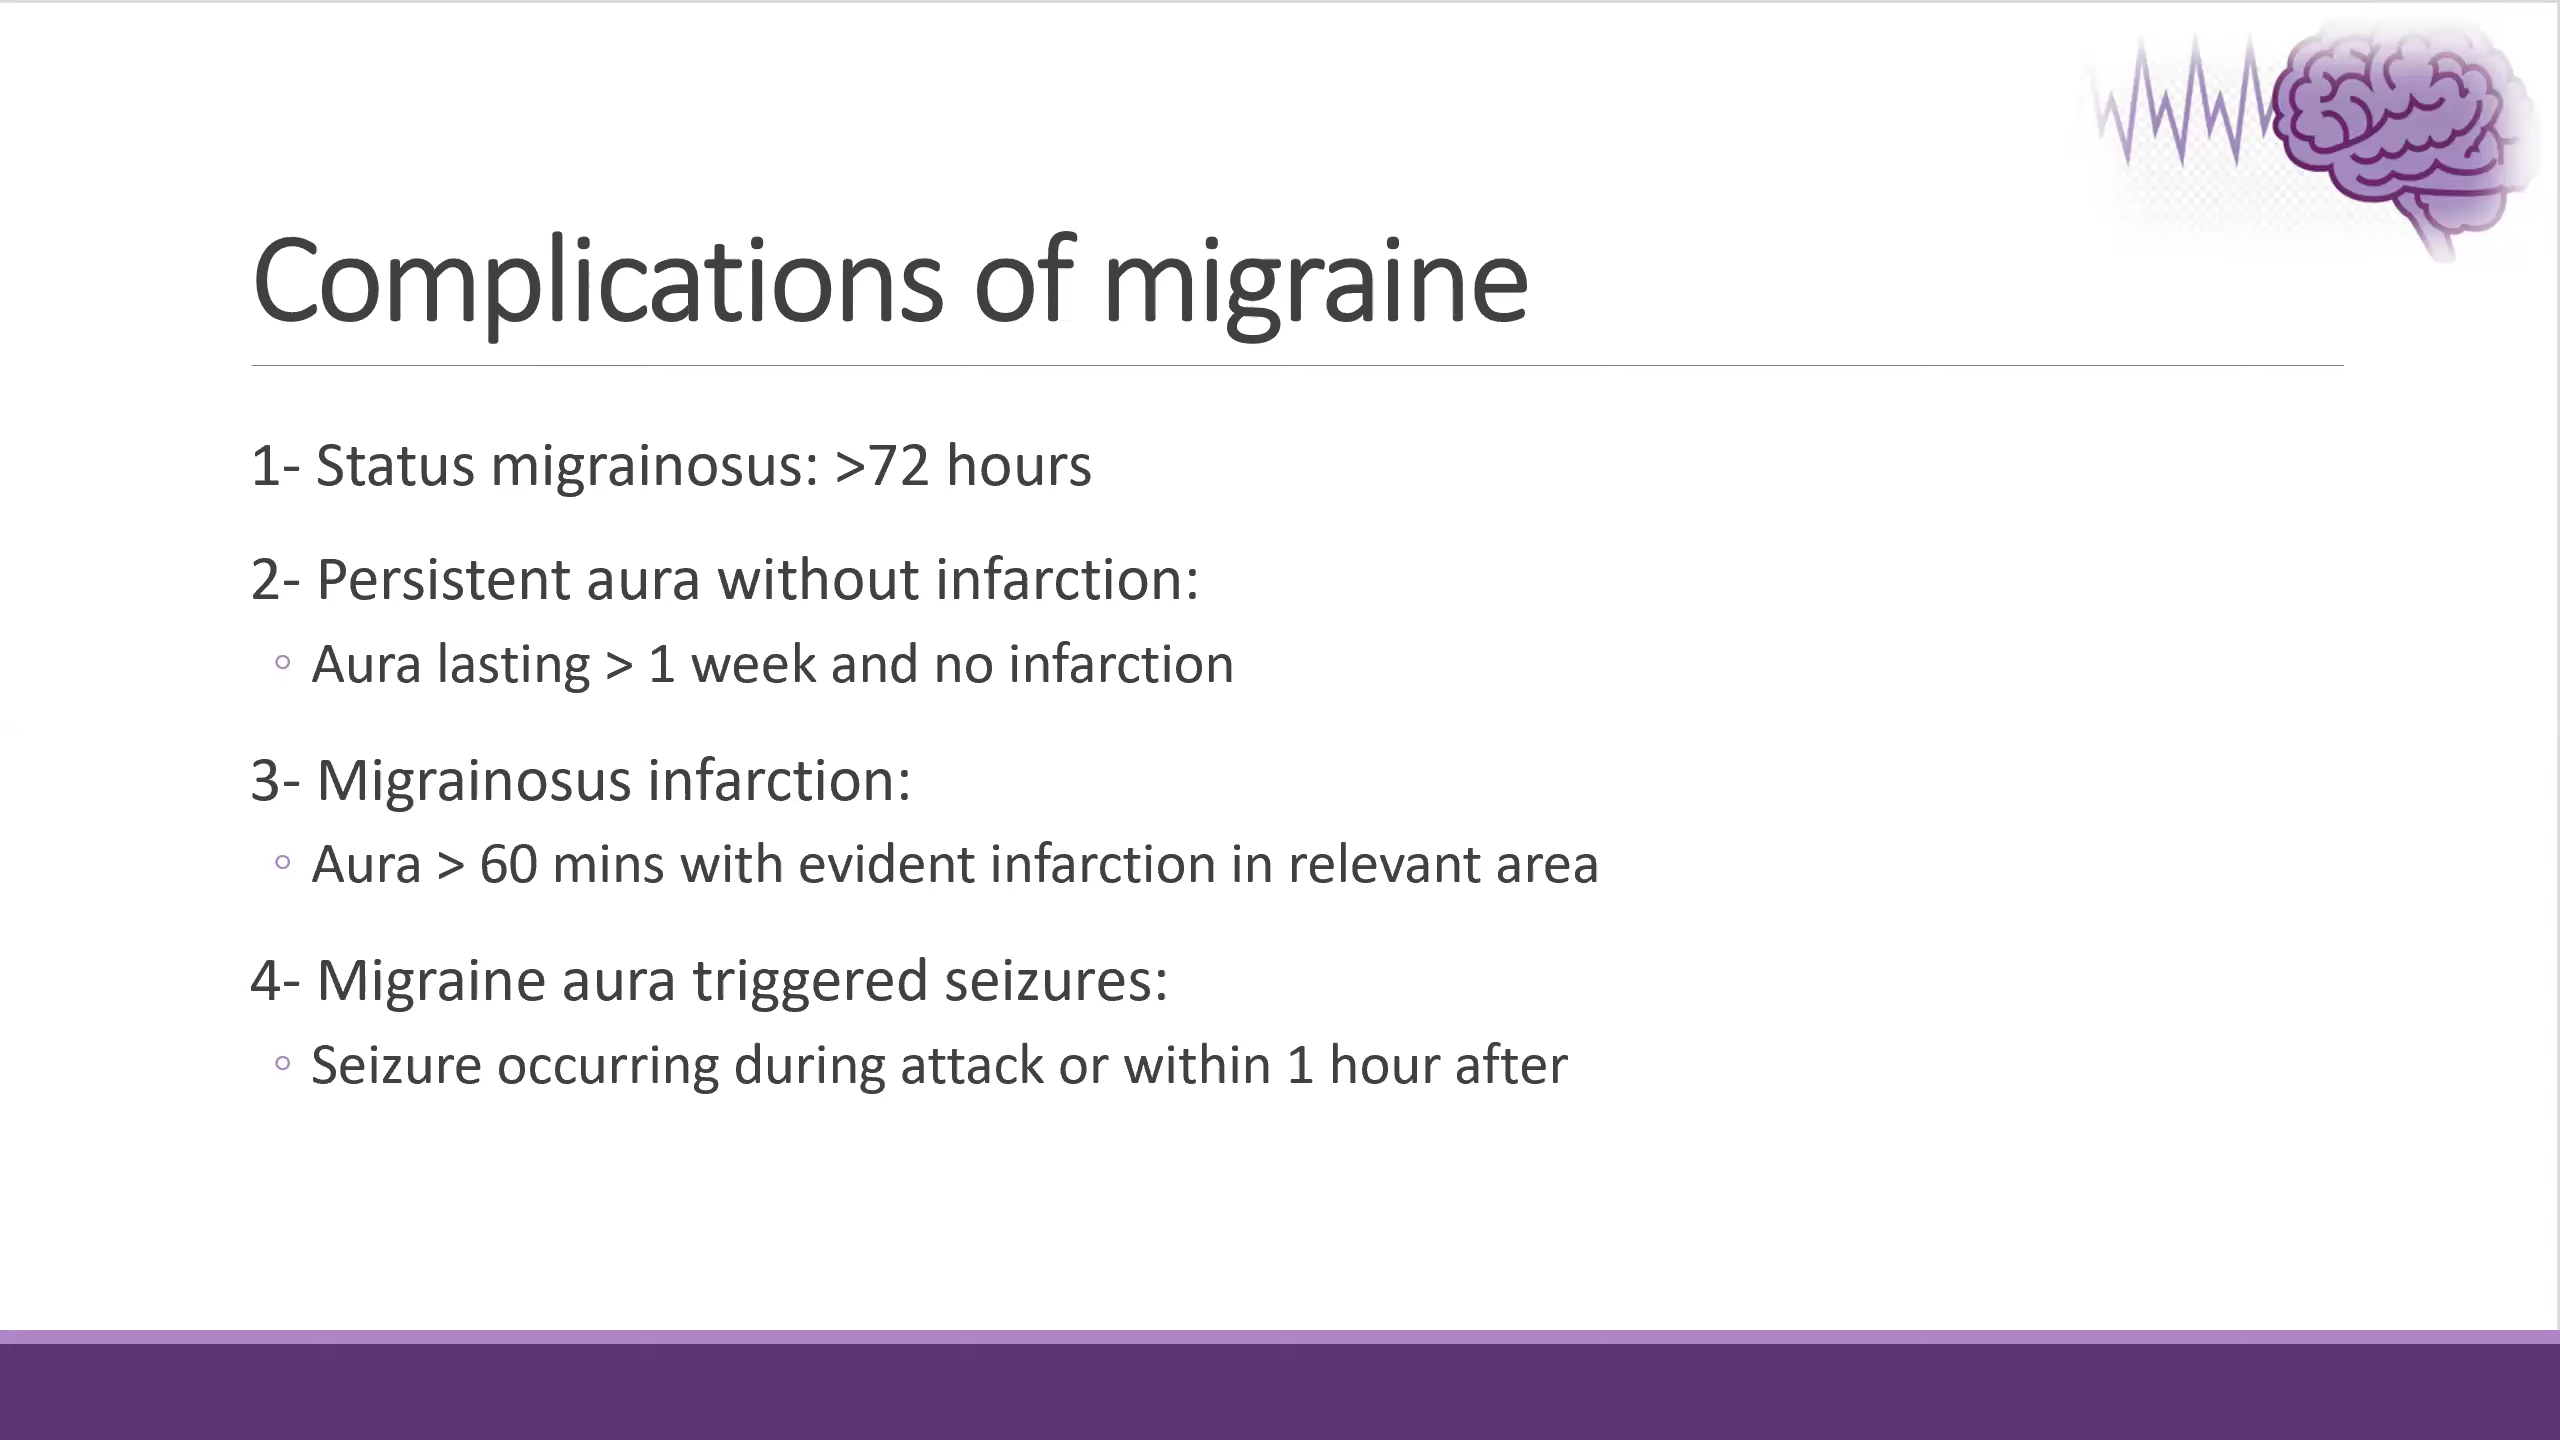 Complications of migraine
1- Status migrainosus: >72 hours
2- Persistent aura without infarction:
◦ Aura lasting > 1 week and no infarction
3- Migrainosus infarction:
◦ Aura > 60 mins with evident infarction in relevant area
4- Migraine aura triggered seizures:
◦ Seizure occurring during attack or within 1 hour after